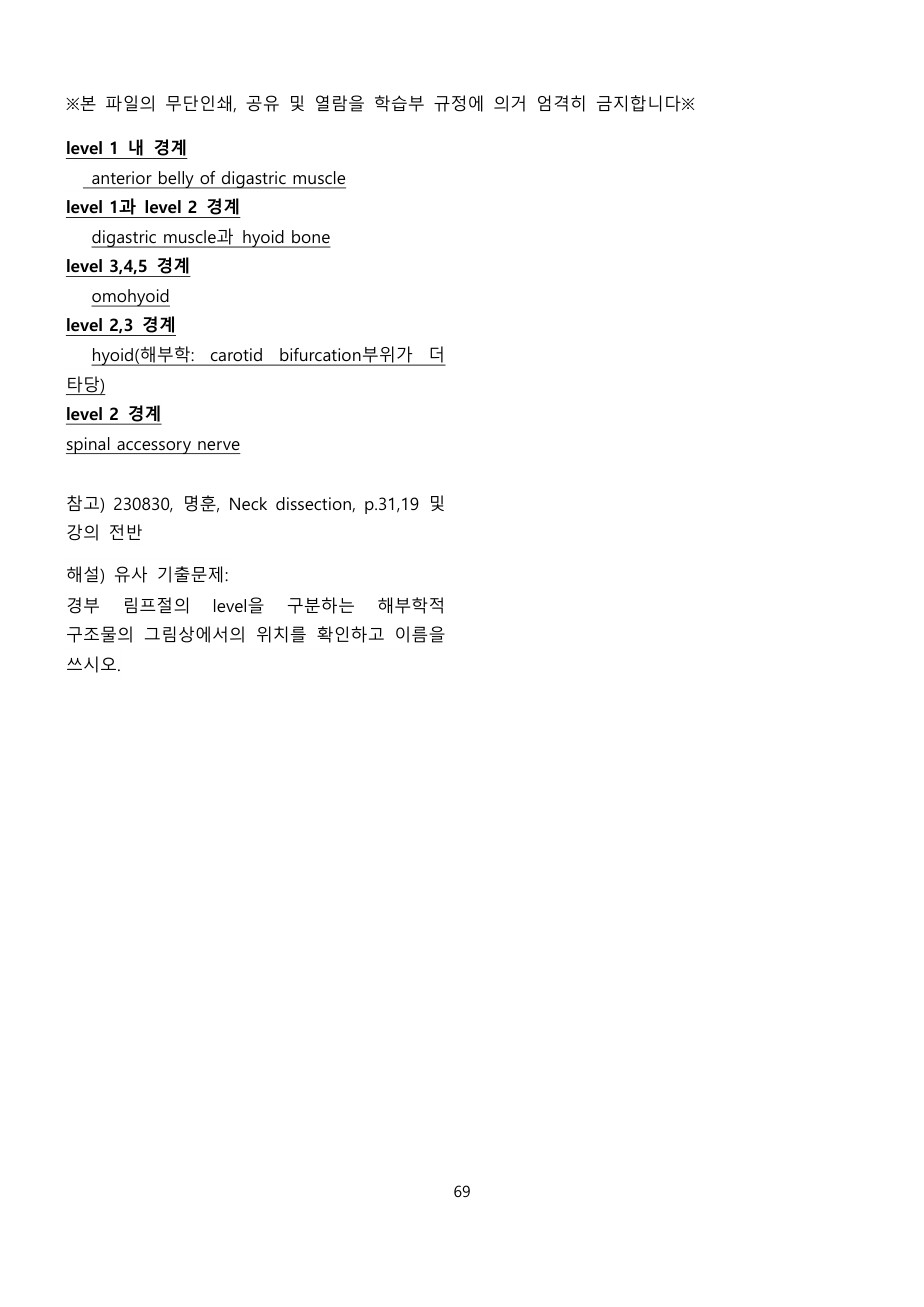 ※본 파일의 무단인쇄, 공유 및 열람을 학습부 규정에 의거 엄격히 금지합니다※
level 1 내 경계
anterior belly of digastric muscle
level 1과 level 2 경계
digastric muscle과 hyoid bone
level 3,4,5 경계
omohyoid
level 2,3 경계
hyoid(해부학: carotid bifurcation부위가 더
타당)
level 2 경계
spinal accessory nerve
참고) 230830, 명훈, Neck dissection, p.31,19 및
강의 전반
해설) 유사 기출문제:
경부 림프절의 level을 구분하는 해부학적
구조물의 그림상에서의 위치를 확인하고 이름을
쓰시오.
69